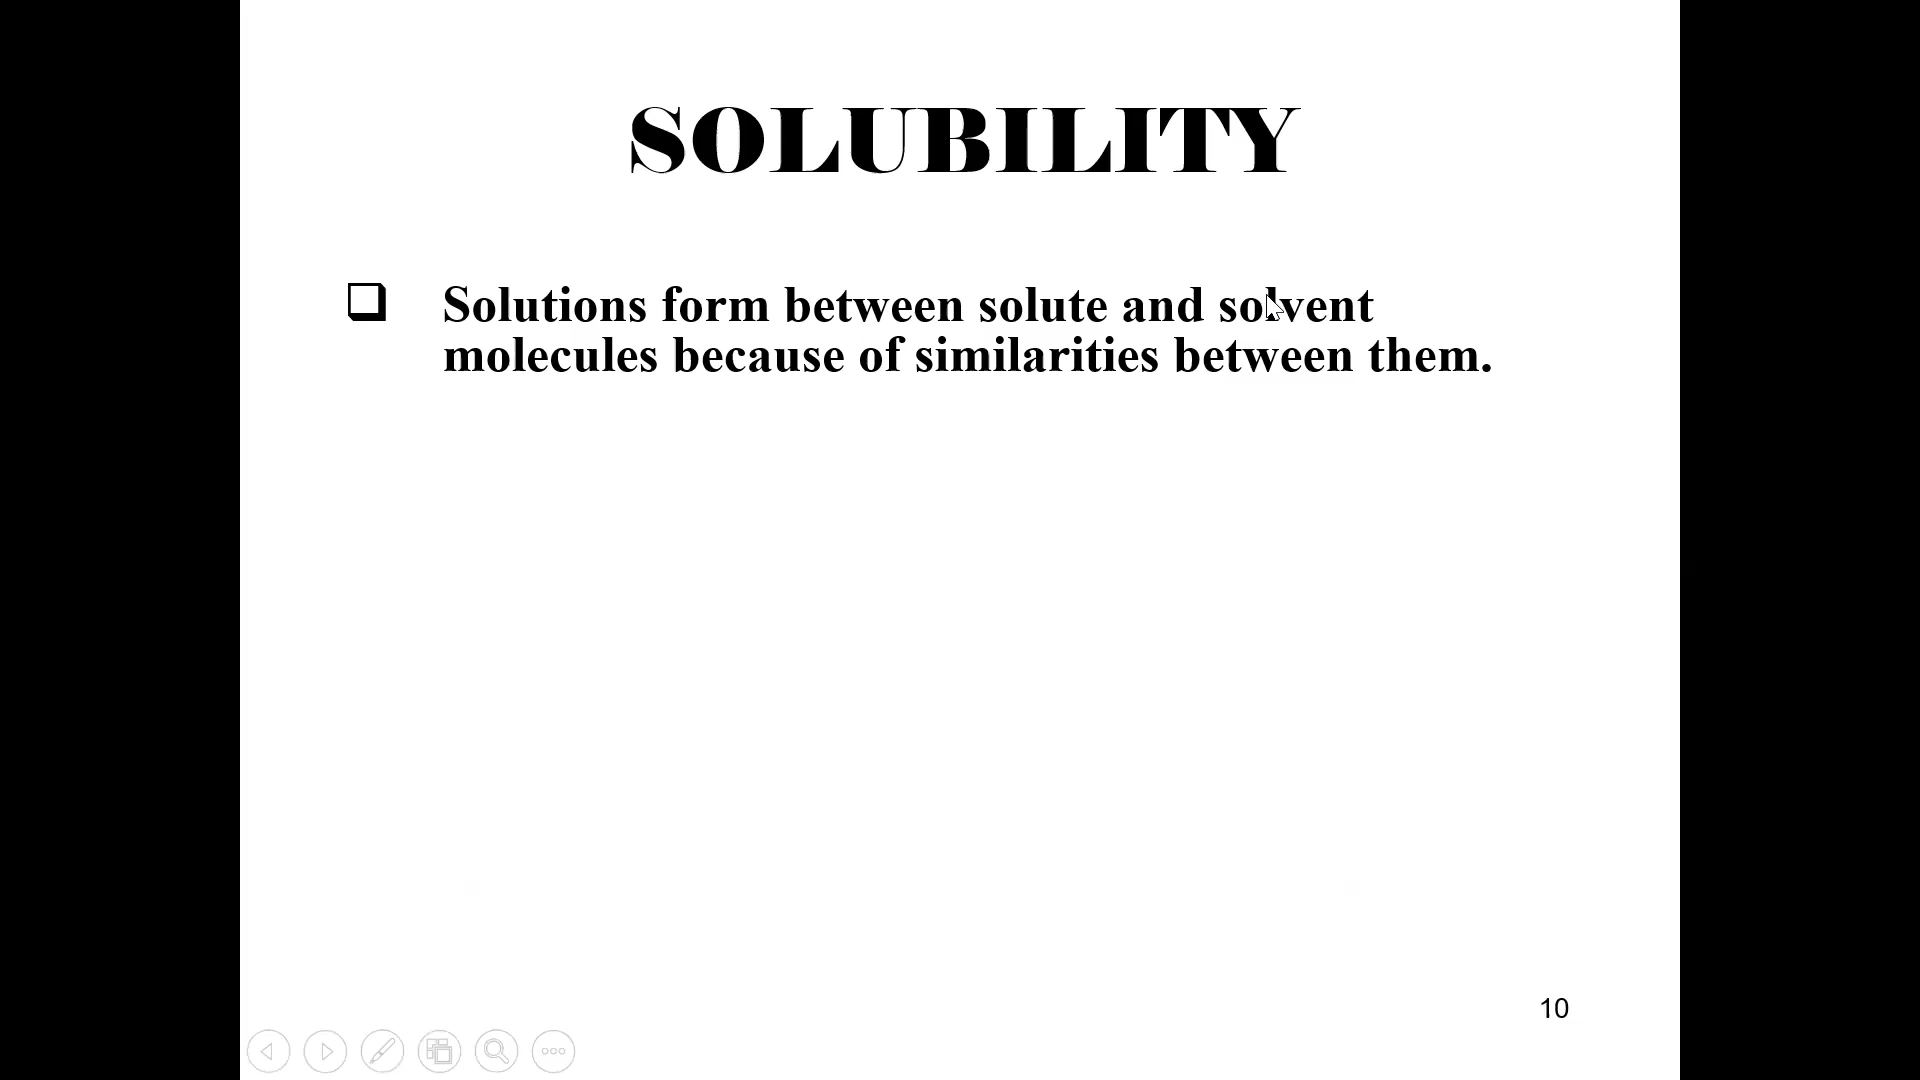 SOLUBILITY
Solutions form between solute and solvent
molecules because of similarities between them.
10